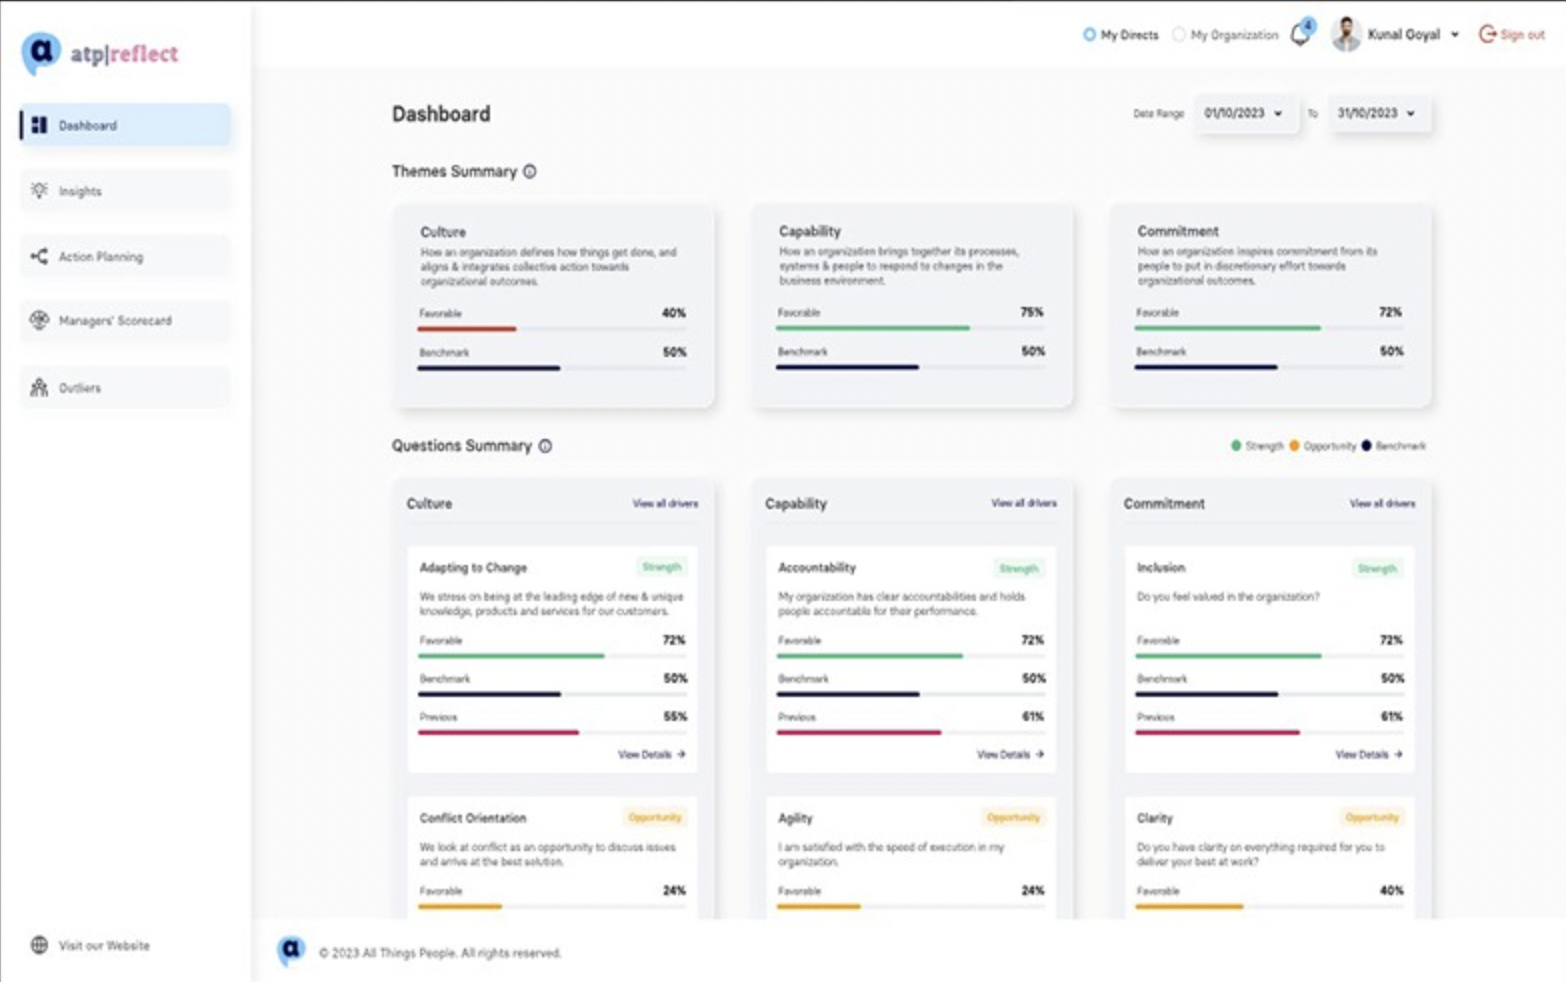 atp|reflect
My Directs
My Organization
4
Kunal Goyal
Sign out
Dashboard
Insights
Action Planning
Managers' Scorecard
Outliers
Visit our Website
Dashboard
Date Range
01/10/2023
To
31/10/2023
Themes Summary
Culture
How an organization defines how things get done, and
aligns & integrates collective action towards
organizational outcomes.
Favorable 40%
Benchmark 50%
Capability
How an organization brings together its processes,
systems & people to respond to changes in the
business environment.
Favorable 75%
Benchmark 50%
Commitment
How an organization inspires commitment from its
people to put in discretionary effort towards
organizational outcomes.
Favorable 72%
Benchmark 50%
Questions Summary
Strength
Opportunity
Benchmark
Culture
View all drivers
Adapting to Change
Strength
We stress on being at the leading edge of new & unique
knowledge, products and services for our customers.
Favorable 72%
Benchmark 50%
Previous 55%
View Details
Conflict Orientation
Opportunity
We look at conflict as an opportunity to discuss issues
and arrive at the best solution.
Favorable 24%
Capability
View all drivers
Accountability
Strength
My organization has clear accountabilities and holds
people accountable for their performance.
Favorable 72%
Benchmark 50%
Previous 61%
View Details
Agility
Opportunity
I am satisfied with the speed of execution in my
organization.
Favorable 24%
Commitment
View all drivers
Inclusion
Strength
Do you feel valued in the organization?
Favorable 72%
Benchmark 50%
Previous 61%
View Details
Clarity
Opportunity
Do you have clarity on everything required for you to
deliver your best at work?
Favorable 40%
© 2023 All Things People. All rights reserved.